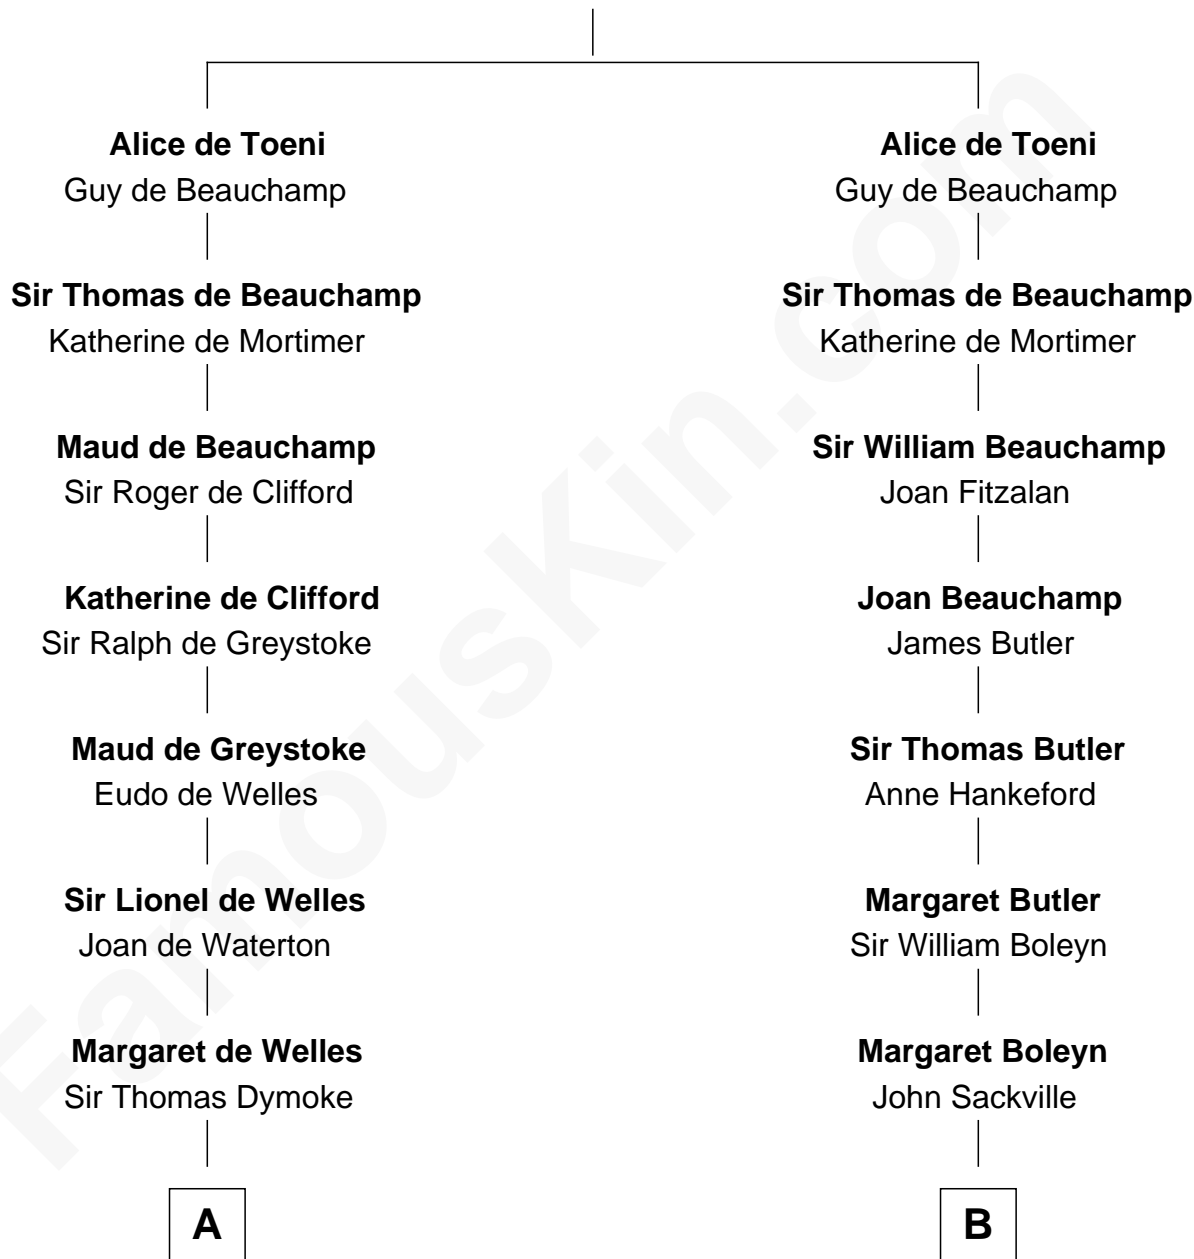 Alice de Toeni
Guy de Beauchamp
Sir Thomas de Beauchamp
Katherine de Mortimer
Maud de Beauchamp
Sir Roger de Clifford
Katherine de Clifford
Sir Ralph de Greystoke
Maud de Greystoke
Eudo de Welles
Sir Lionel de Welles
Joan de Waterton
Margaret de Welles
Sir Thomas Dymoke
A
Alice de Toeni
Guy de Beauchamp
Sir Thomas de Beauchamp
Katherine de Mortimer
Sir William Beauchamp
Joan Fitzalan
Joan Beauchamp
James Butler
Sir Thomas Butler
Anne Hankeford
Margaret Butler
Sir William Boleyn
Margaret Boleyn
John Sackville
B
FamousKin.com